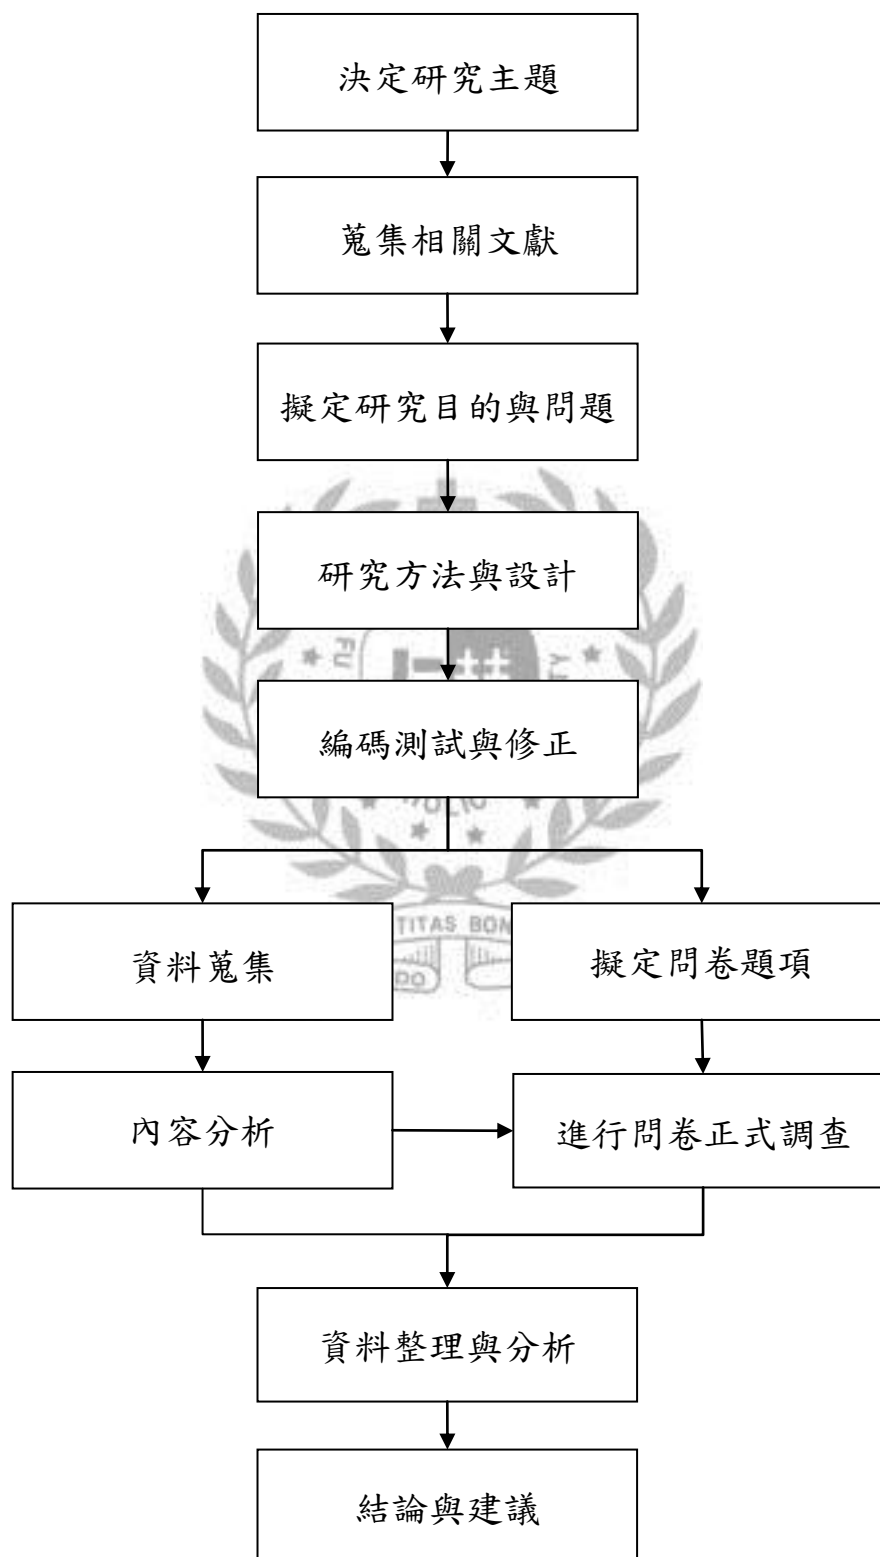 決定研究主題
蒐集相關文獻
擬定研究目的與問題
研究方法與設計
FU
編碼測試與修正
資料蒐集
擬定問卷題項
TITAS BON
內容分析
進行問卷正式調查
資料整理與分析
結論與建議